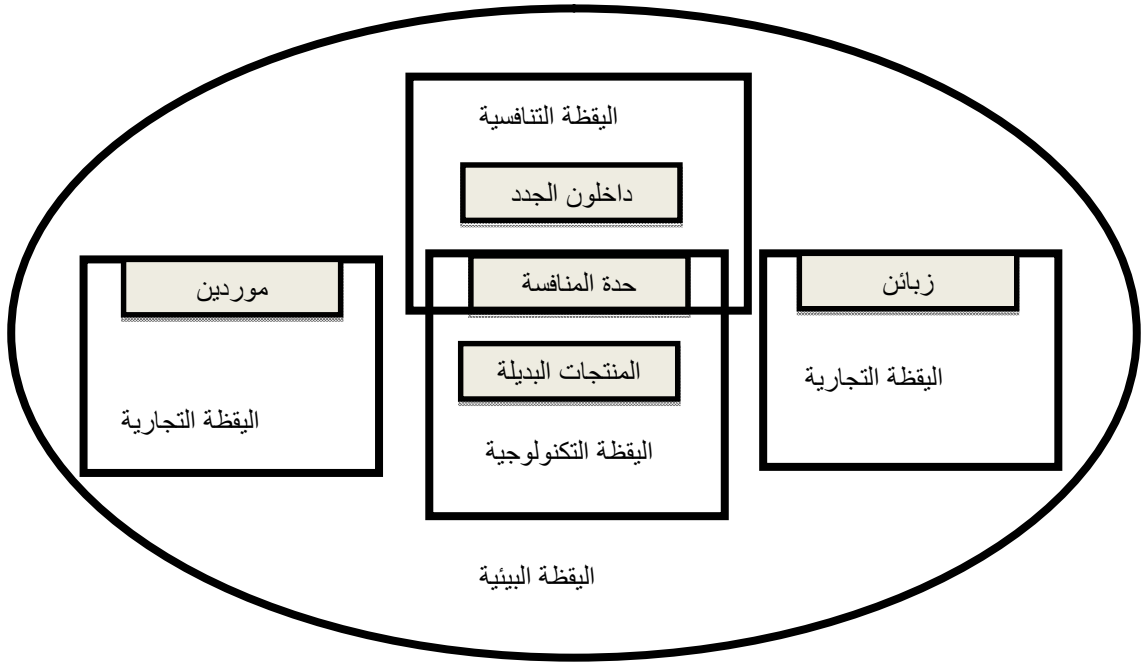 اليقظة التنافسية
داخلون الجدد
زبائن
حدة المنافسة
موردين
المنتجات البديلة
اليقظة التجارية
اليقظة التجارية
اليقظة التكنولوجية
اليقظة البيئية